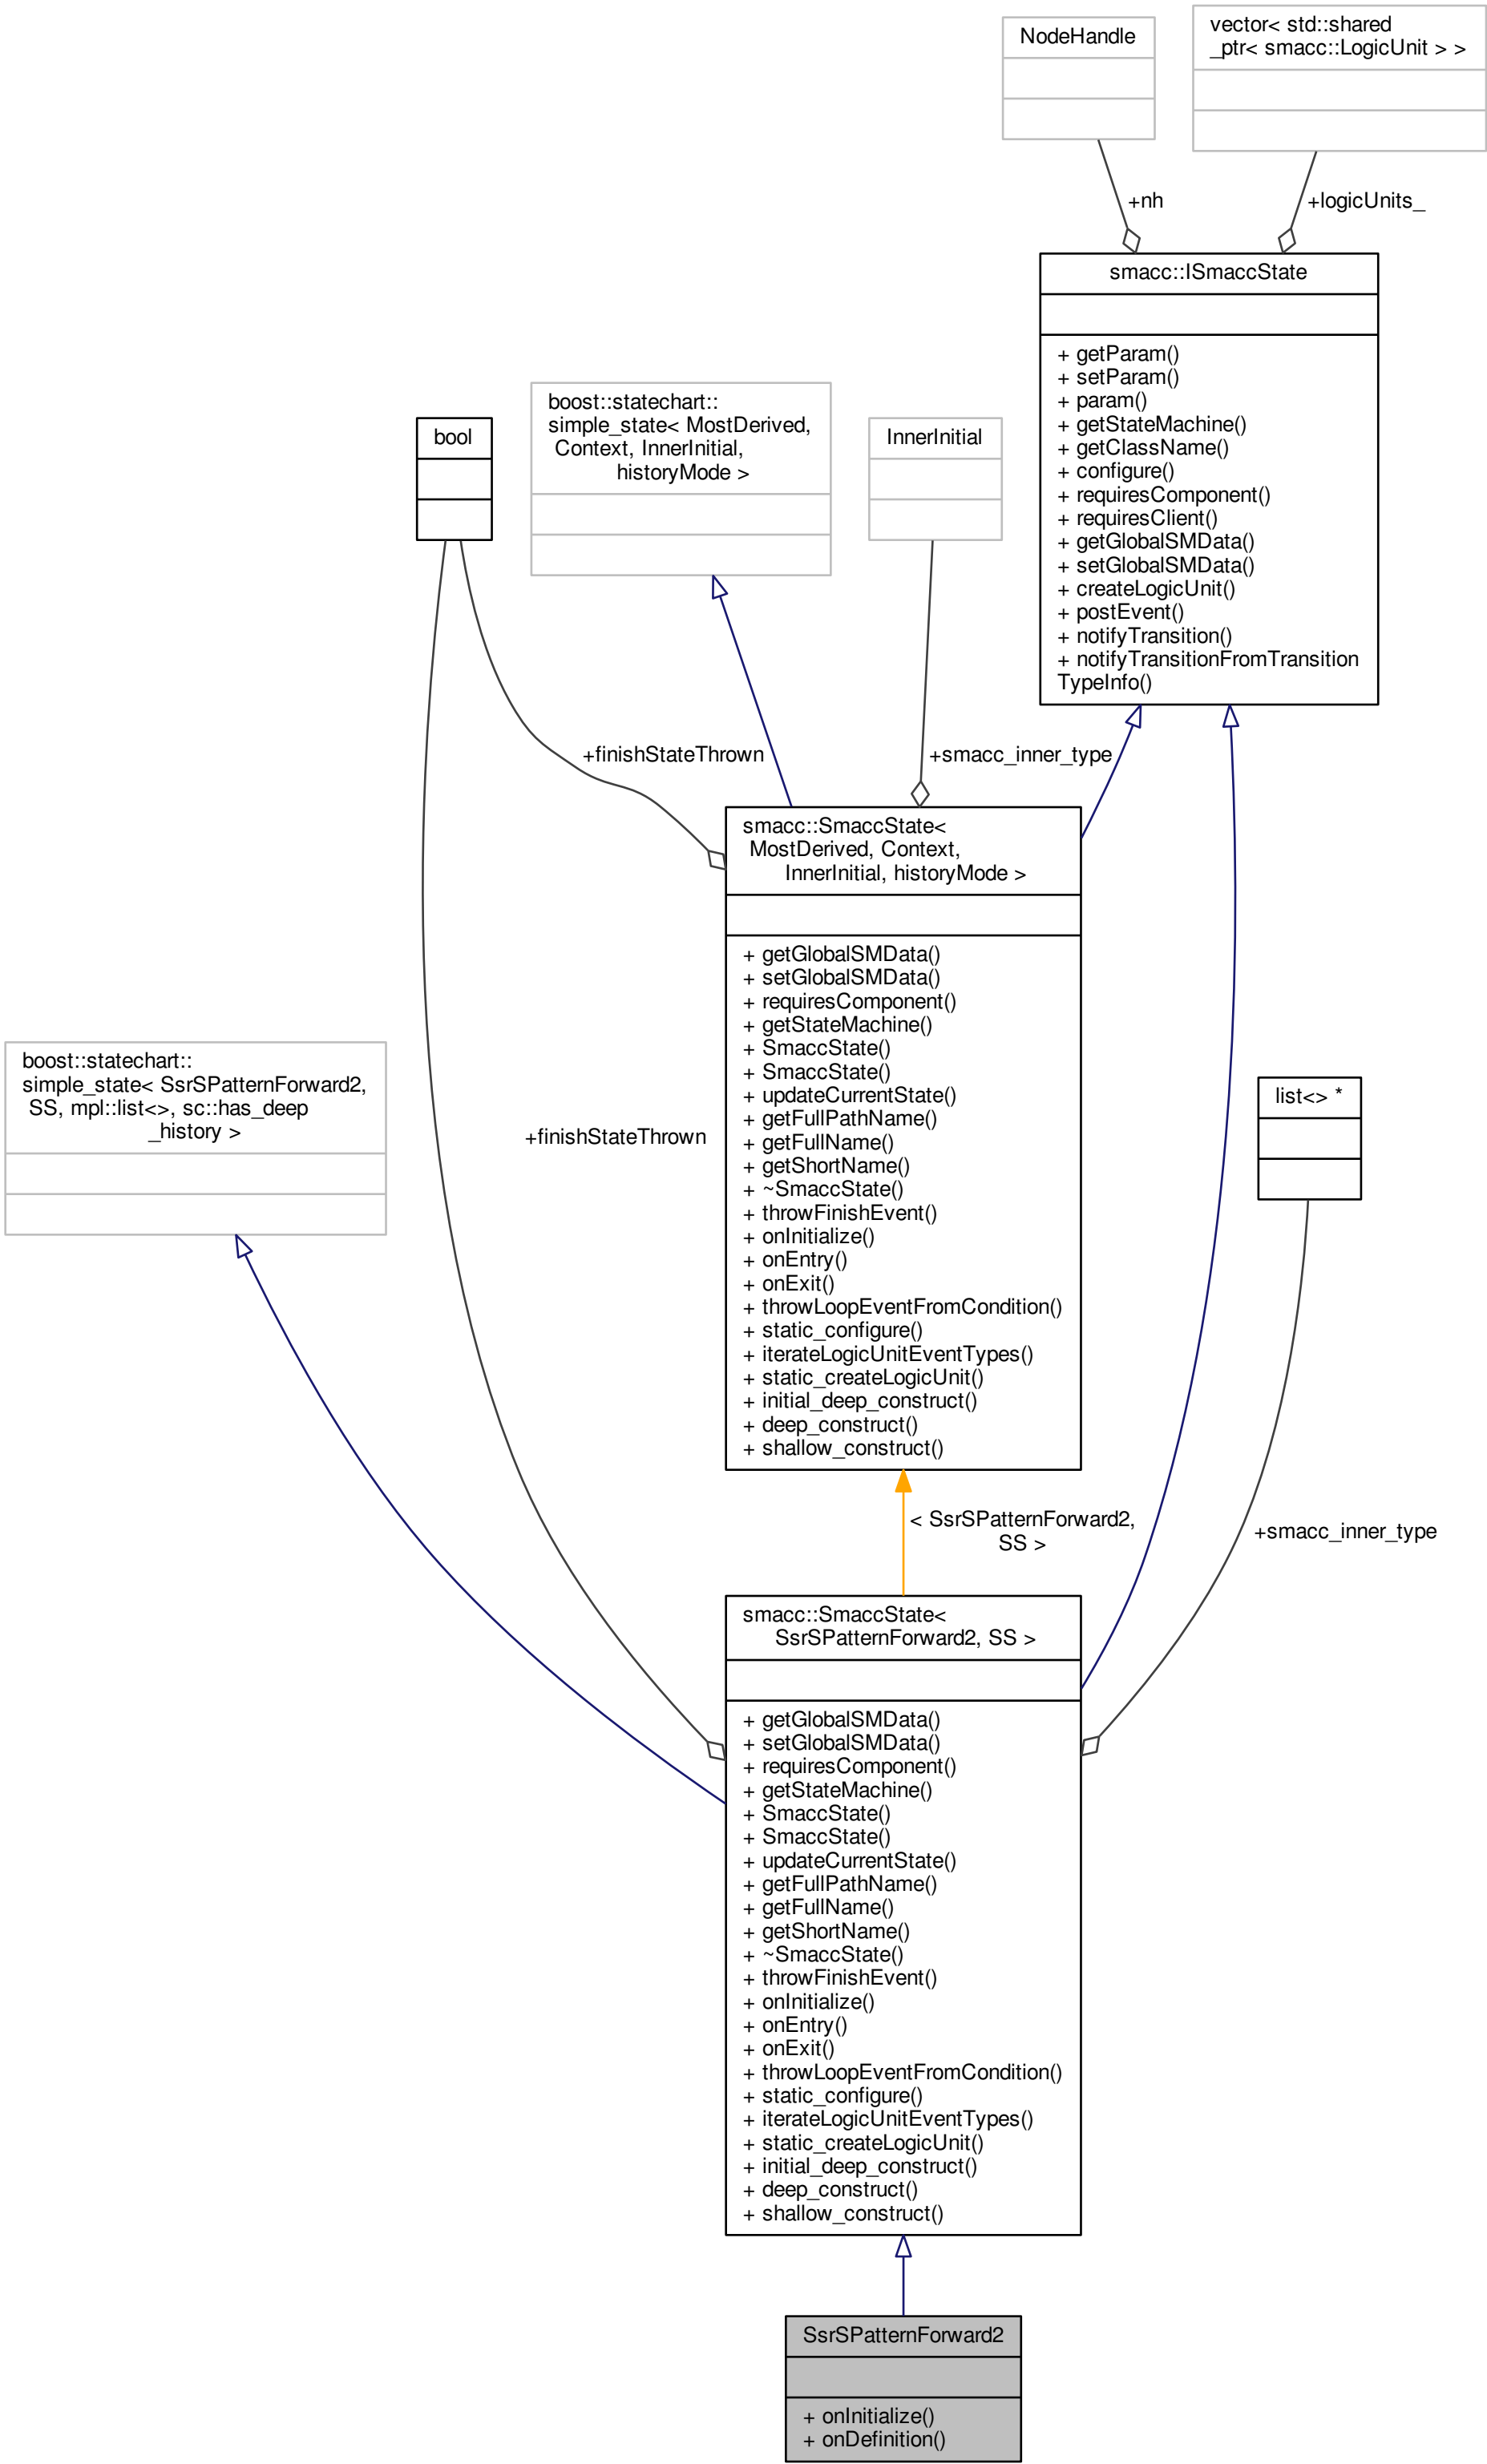 NodeHandle
vector< std::shared
_ptr< smacc::LogicUnit > >
+nh
+logicUnits_
smacc::ISmaccState
+ getParam()
+ setParam()
+ param()
+ getStateMachine()
+ getClassName()
+ configure()
+ requiresComponent()
+ requiresClient()
+ getGlobalSMData()
+ setGlobalSMData()
+ createLogicUnit()
+ postEvent()
+ notifyTransition()
+ notifyTransitionFromTransition
TypeInfo()
boost::statechart::
simple_state< MostDerived,
Context, InnerInitial,
historyMode >
bool
InnerInitial
+finishStateThrown
+smacc_inner_type
smacc::SmaccState<
MostDerived, Context,
InnerInitial, historyMode >
+ getGlobalSMData()
+ setGlobalSMData()
+ requiresComponent()
+ getStateMachine()
+ SmaccState()
+ SmaccState()
+ updateCurrentState()
+ getFullPathName()
+ getFullName()
+ getShortName()
+ ~SmaccState()
+ throwFinishEvent()
+ onInitialize()
+ onEntry()
+ onExit()
+ throwLoopEventFromCondition()
+ static_configure()
+ iterateLogicUnitEventTypes()
+ static_createLogicUnit()
+ initial_deep_construct()
+ deep_construct()
+ shallow_construct()
boost::statechart::
simple_state< SsrSPatternForward2,
SS, mpl::list<>, sc::has_deep
_history >
+finishStateThrown
list<> *
< SsrSPatternForward2,
SS >
+smacc_inner_type
smacc::SmaccState<
SsrSPatternForward2, SS >
+ getGlobalSMData()
+ setGlobalSMData()
+ requiresComponent()
+ getStateMachine()
+ SmaccState()
+ SmaccState()
+ updateCurrentState()
+ getFullPathName()
+ getFullName()
+ getShortName()
+ ~SmaccState()
+ throwFinishEvent()
+ onInitialize()
+ onEntry()
+ onExit()
+ throwLoopEventFromCondition()
+ static_configure()
+ iterateLogicUnitEventTypes()
+ static_createLogicUnit()
+ initial_deep_construct()
+ deep_construct()
+ shallow_construct()
SsrSPatternForward2
+ onInitialize()
+ onDefinition()